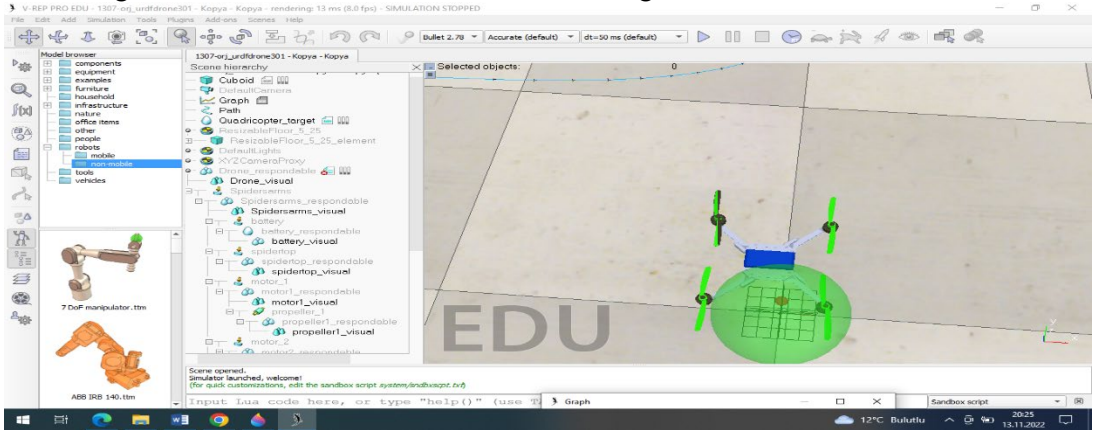 V-REP PRO EDU - 1307-orj_urdfdrone301 - Kopya - Kopya - rendering: 13 ms (8.0 fps) - SIMULATION STOPPED
File Edit Add Simulation Tools Plugins Add-ons Scenes Help
Bullet 2.78 Accurate (default) dt=50 ms (default)
Model browser
components
equipment
examples
furniture
household
infrastructure
nature
office items
other
people
robots
mobile
non-mobile
tools
vehicles
7 DoF manipulator.ttm
ABB IRB 140.ttm
1307-orj_urdfdrone301 - Kopya - Kopya
Scene hierarchy
Cuboid
DefaultCamera
Graph
Path
Quadricopter_target
ResizableFloor_5_25
ResizableFloor_5_25_element
DefaultLights
XYZCameraProxy
Drone_respondable
Drone_visual
Spidersarms
Spidersarms_respondable
Spidersarms_visual
battery
battery_respondable
battery_visual
spidertop
spidertop_respondable
spidertop_visual
motor_1
motor1_respondable
motor1_visual
propeller_1
propeller1_respondable
propeller1_visual
motor_2
motor2_respondable
Selected objects: 0
EDU
Scene opened.
Simulator launched, welcome!
(for quick customizations, edit the sandbox script system/sndbxscpt.txt)
Input Lua code here, or type "help()" (use
Graph
Sandbox script
12°C Bulutlu
20:25
13.11.2022